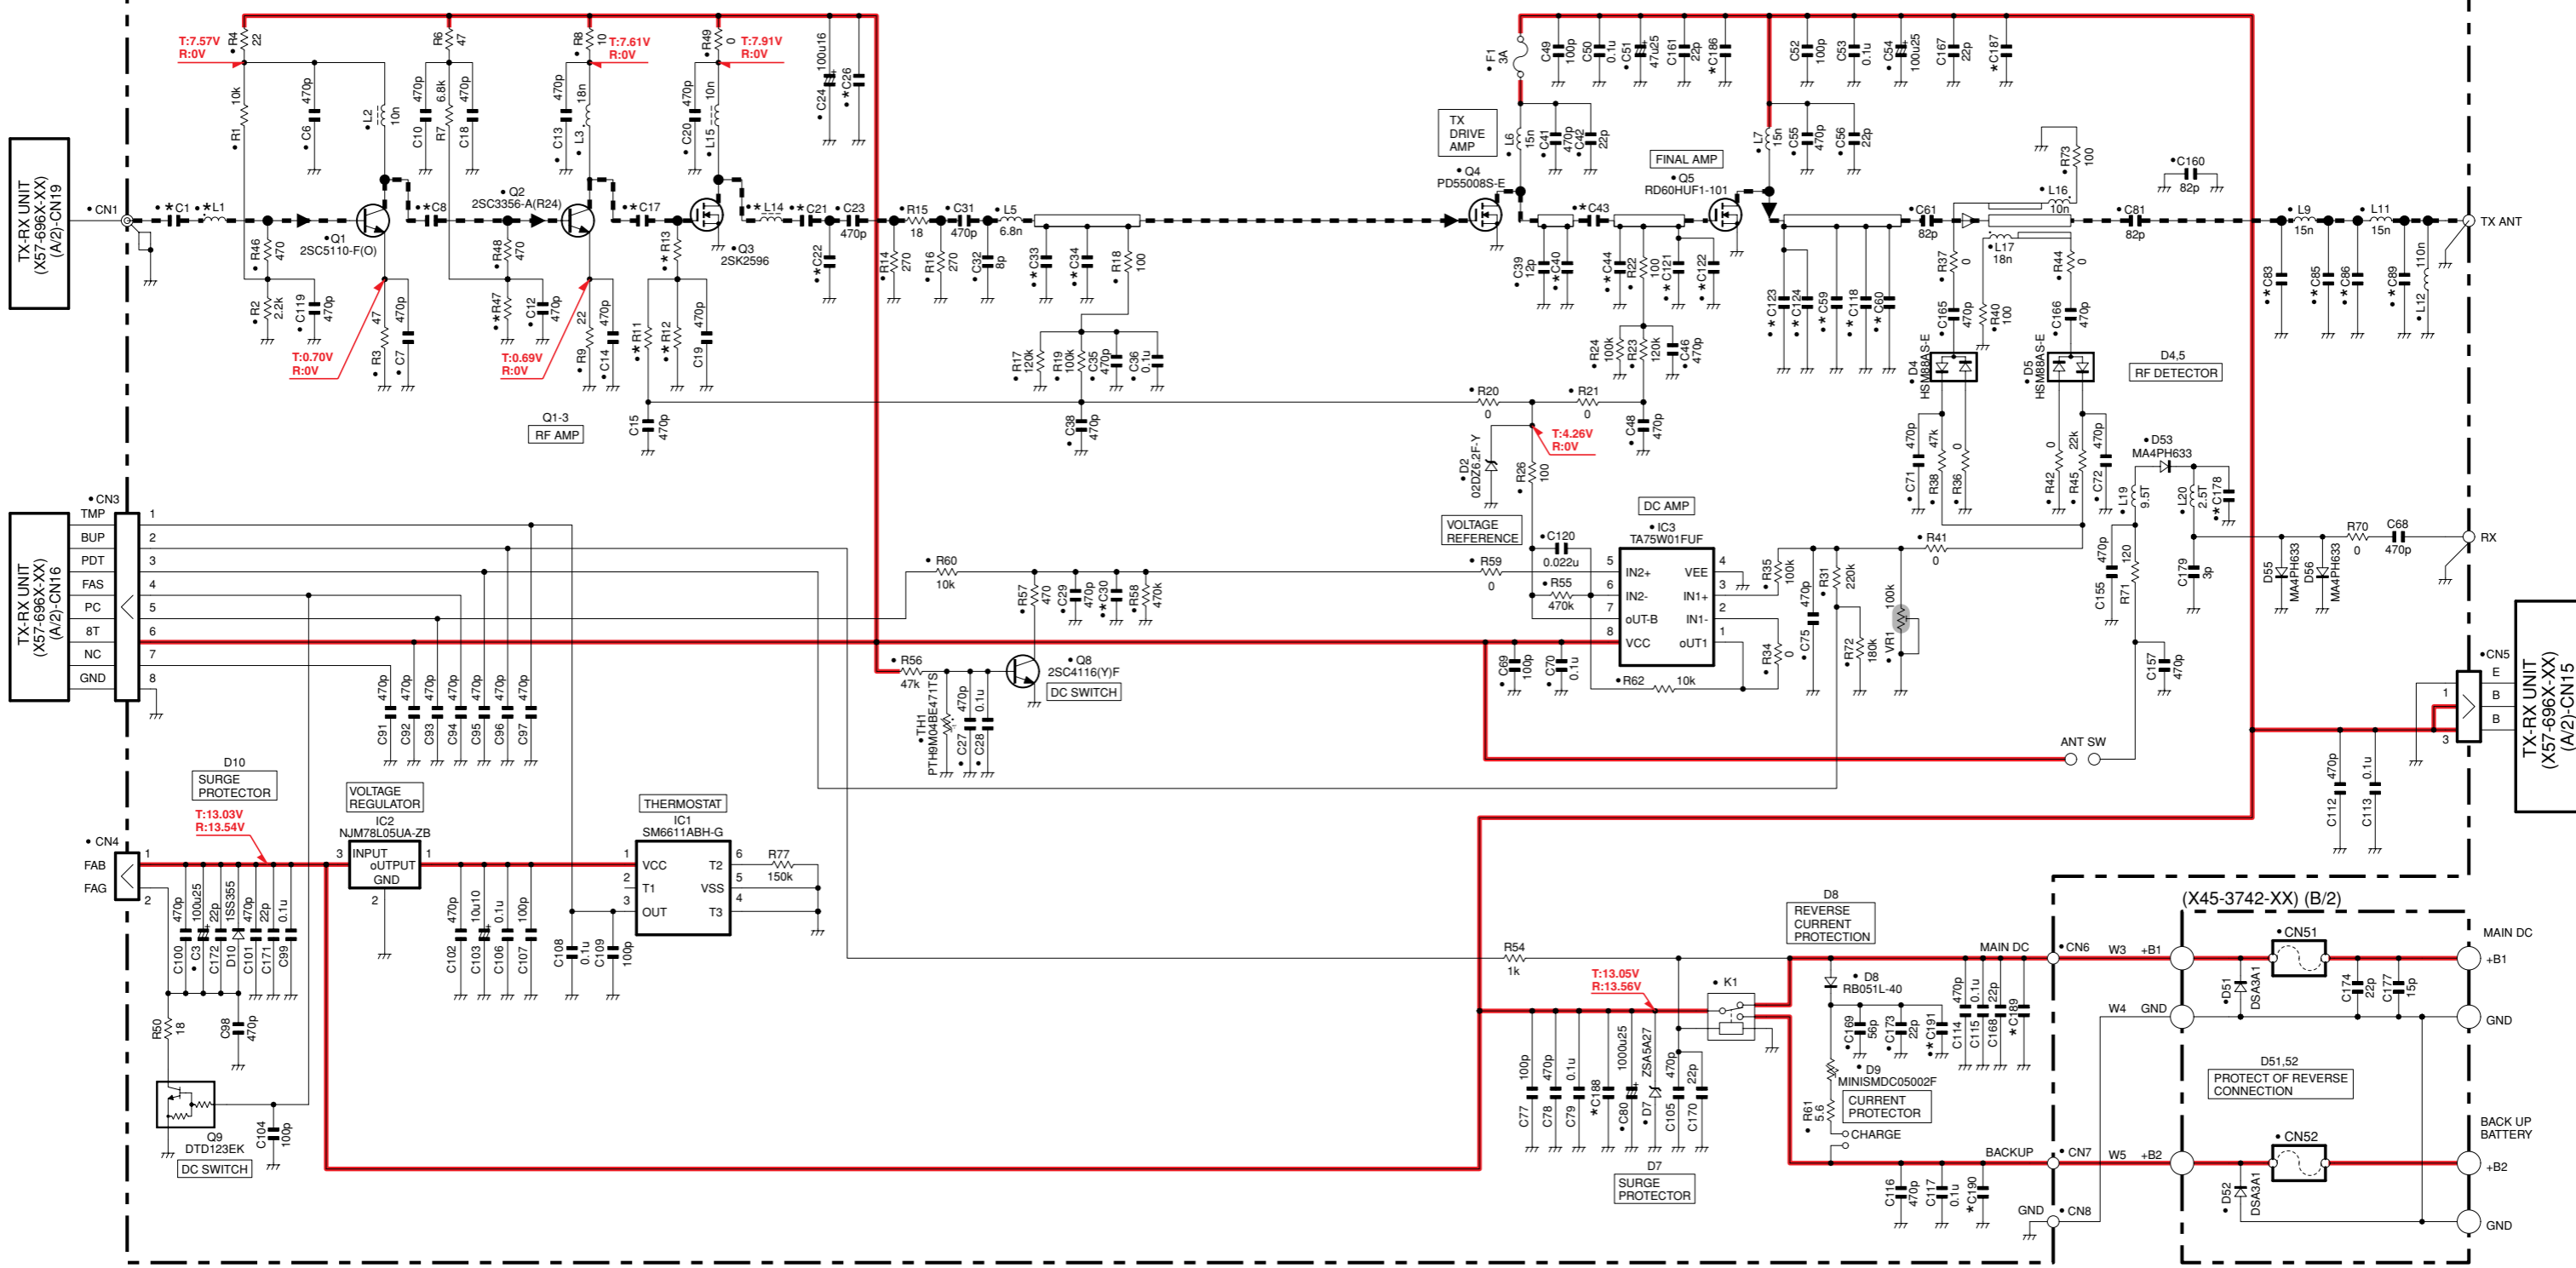 TX-RX UNIT
(X57-696X-XX)
(A/2)-CN19
• CN1
• *C1
• *L1
T:7.57V
R:0V
• R4
22
10k
• R1
470p
• C6
• L2
10n
• R46
470
• Q1
2SC5110-F(O)
• R2
2.2k
• C119
470p
T:0.70V
R:0V
47
• R3
470p
C7
R6
47
470p
C10
6.8k
R7
470p
C18
• *C8
• Q2
2SC3356-A(R24)
• R48
470
• *R47
• C12
470p
T:0.69V
R:0V
22
• R9
470p
• C14
• R8
10
T:7.61V
R:0V
470p
• C13
18n
• L3
• *C17
• R49
0
T:7.91V
R:0V
470p
• C20
10n
• L15
• *R13
• Q3
2SK2596
• *R11
• *R12
470p
C19
C15
470p
Q1-3
RF AMP
100u16
• C24
• *C26
• *L14
• *C21
C23
470p
• *C22
• R14
270
• R15
18
• R16
270
C31
470p
• C32
8p
• L5
6.8n
• *C33
• *C34
• R18
100
• R17
120k
• R19
100k
• C35
470p
• C36
0.1u
• C38
470p
TX
DRIVE
AMP
• Q4
PD55008S-E
• F1
3A
• L6
15n
• C41
470p
• C42
22p
• C49
100p
• C50
0.1u
• C51
47u25
C161
22p
*C186
• C52
100p
• C53
0.1u
• C54
100u25
C167
22p
*C187
FINAL AMP
• Q5
RD60HUF1-101
• L7
15n
• C55
470p
• C56
22p
• C39
12p
• *C40
• *C43
• *C44
• R22
100
• *C121
• *C122
• R24
100k
• R23
120k
• C46
470p
• C48
470p
• R20
0
• R21
0
T:4.26V
R:0V
• D2
02DZ6.2F-Y
• R26
100
• *C123
• *C124
• *C59
• *C118
• *C60
• C61
82p
R73
100
• C160
82p
• L16
10n
• L17
18n
• C81
82p
• R37
0
C165
470p
• R40
100
• R44
0
C166
470p
• D4
HSM88AS-E
• D5
HSM88AS-E
D4,5
RF DETECTOR
470p
• C71
47k
• R38
0
• R36
0
• R42
22k
• R45
470p
C72
• L9
15n
• L11
15n
TX ANT
• *C83
• *C85
• *C86
• *C89
110n
• L12
• D53
MA4PH633
• L19
9.5T
• L20
2.5T
• *C178
470p
C155
120
R71
C179
3p
D55
MA4PH633
D56
MA4PH633
R70
0
C68
470p
RX
• C157
470p
TX-RX UNIT
(X57-696X-XX)
(A/2)-CN16
• CN3
TMP 1
BUP 2
PDT 3
FAS 4
PC 5
8T 6
NC 7
GND 8
470p
C91
470p
C92
470p
C93
470p
C94
470p
C95
470p
C96
470p
C97
• R60
10k
• R57
470
• C29
470p
• *C30
• R58
470k
• R59
0
• R56
47k
• TH1
PTH9M04BE471TS
470p
• C27
0.1u
• C28
• Q8
2SC4116(Y)F
DC SWITCH
VOLTAGE
REFERENCE
• C120
0.022u
• R55
470k
DC AMP
• IC3
TA75W01FUF
5 IN2+ VEE 4
6 IN2- IN1+ 3
7 oUT-B IN1- 2
8 VCC oUT1 1
• C69
100p
• C70
0.1u
• R62 10k
• R35
100k
• R34
0
470p
• C75
• R31
220k
• R72
180k
100k
• VR1
• R41
0
ANT SW
• CN5
E
B
B
1
3
TX-RX UNIT
(X57-696X-XX)
(A/2)-CN15
470p
C112
0.1u
C113
D10
SURGE
PROTECTOR
T:13.03V
R:13.54V
• CN4
FAB 1
FAG 2
470p
C100
100u25
• C3
22p
C172
1SS355
D10
470p
C101
22p
C171
0.1u
C99
R50
18
C98
470p
Q9
DTD123EK
DC SWITCH
C104
100p
VOLTAGE
REGULATOR
IC2
NJM78L05UA-ZB
3 INPUT
oUTPUT 1
GND
2
470p
C102
10u10
C103
0.1u
C106
100p
C107
C108
0.1u
C109
100p
THERMOSTAT
IC1
SM6611ABH-G
1 VCC T2 6
2 T1 VSS 5
3 OUT T3 4
R77
150k
R54
1k
T:13.05V
R:13.56V
• K1
100p
C77
470p
C78
0.1u
C79
*C188
1000u25
• C80
ZSA5A27
• D7
470p
C105
22p
C170
D7
SURGE
PROTECTOR
D8
REVERSE
CURRENT
PROTECTION
• D8
RB051L-40
• C169
56p
• C173
22p
• *C191
• D9
MINISMDC05002F
CURRENT
PROTECTOR
• R61
5.6
CHARGE
470p
C114
0.1u
C115
22p
C168
*C189
MAIN DC
• CN6
W3 +B1
W4 GND
BACKUP
• CN7
W5 +B2
C116
470p
C117
0.1u
*C190
GND
• CN8
(X45-3742-XX) (B/2)
• CN51
• D51
DSA3A1
C174
22p
C177
15p
MAIN DC
+B1
GND
D51,52
PROTECT OF REVERSE
CONNECTION
• CN52
• D52
DSA3A1
BACK UP
BATTERY
+B2
GND